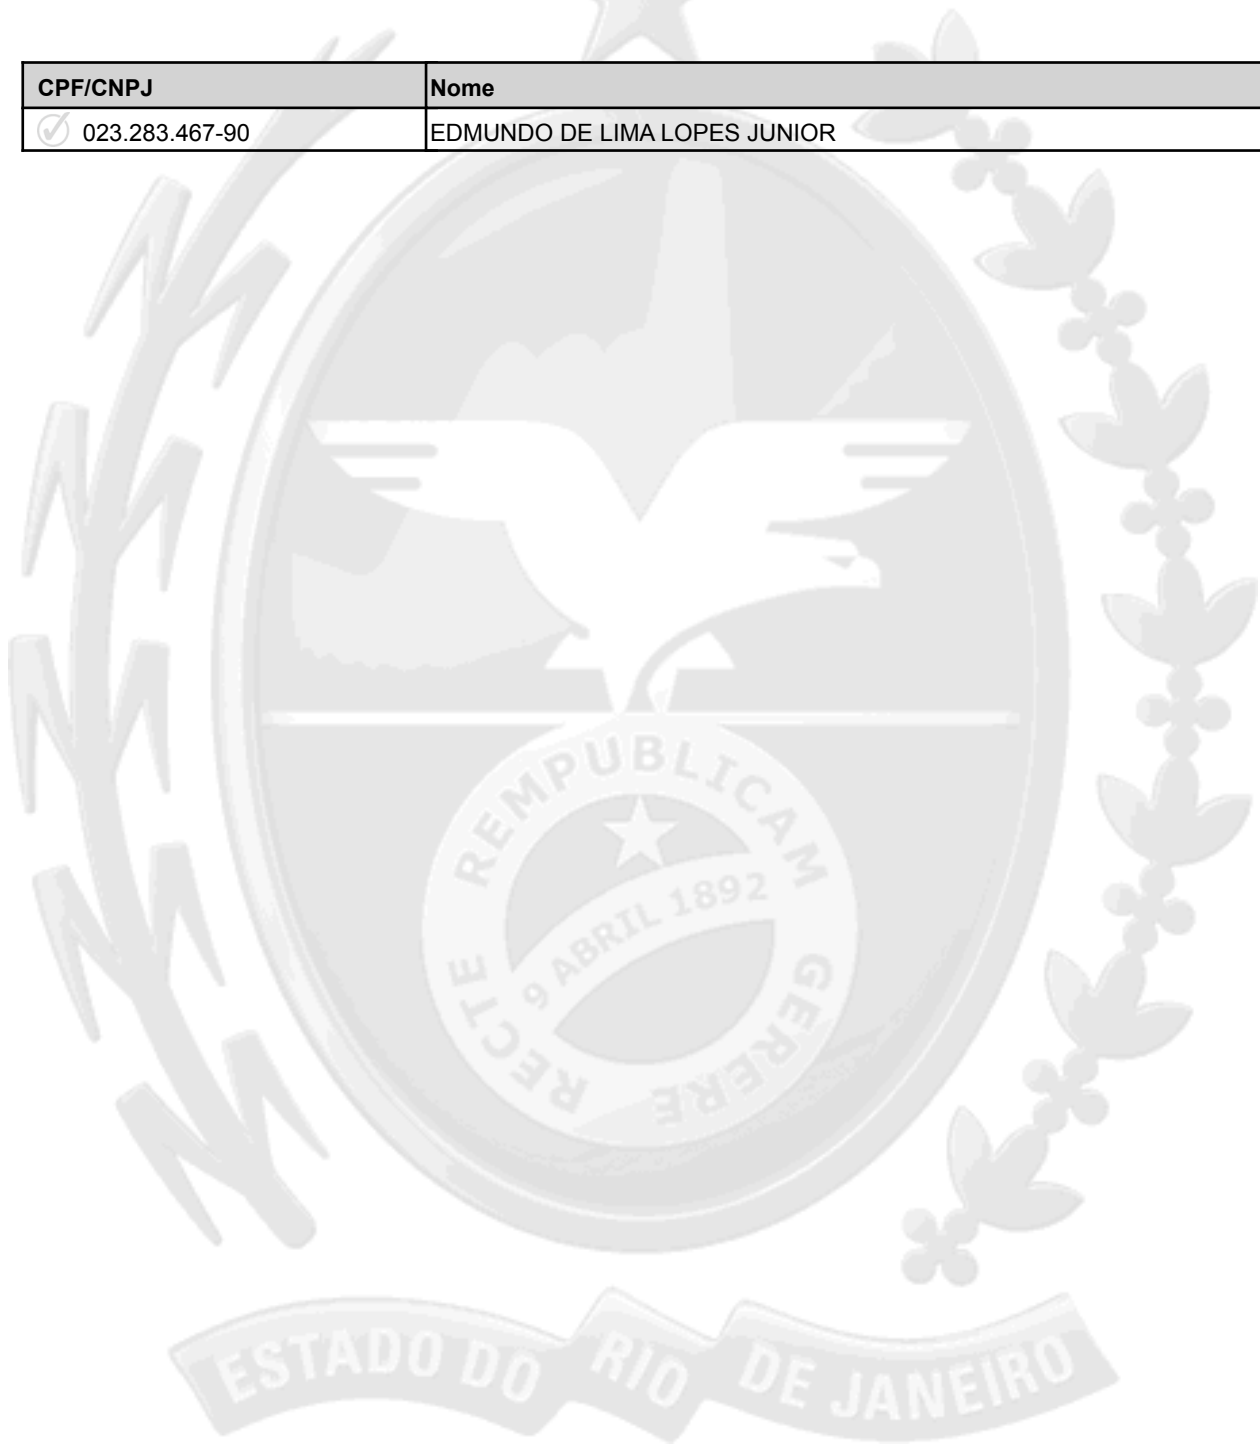 CPF/CNPJ Nome
023.283.467-90 EDMUNDO DE LIMA LOPES JUNIOR
REMPUBLICAM
9 ABRIL 1892
RECTE GERERE
ESTADO DO RIO DE JANEIRO